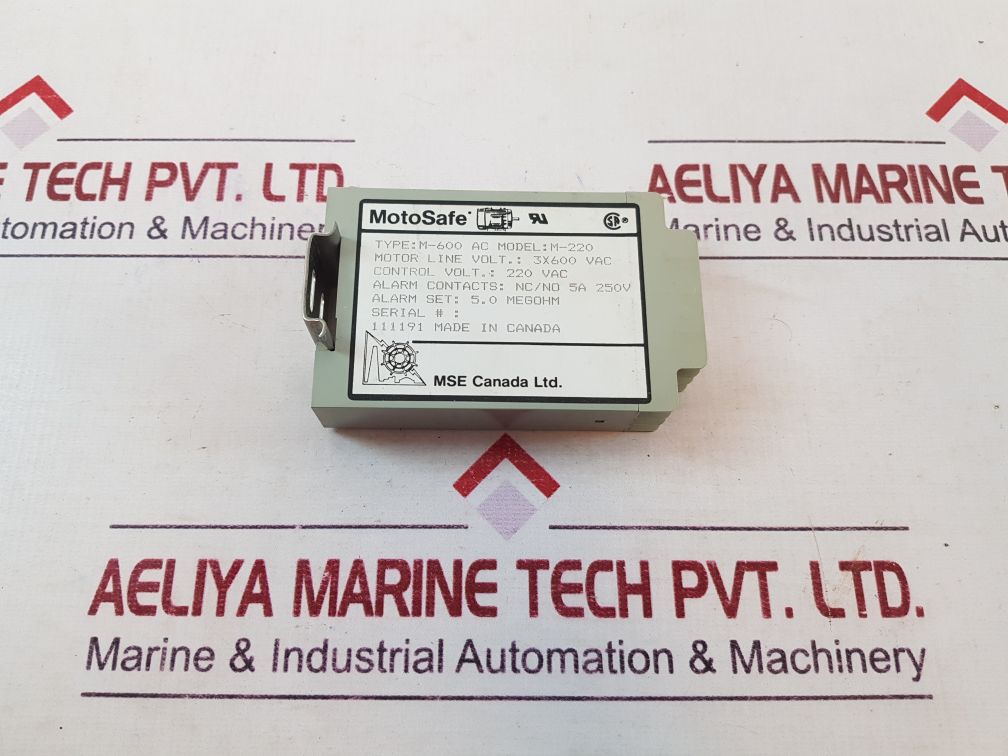 E TECH PVT. LTD.
tomation & Machiner
AELIYA MARINE T
Marine & Industrial Aut
MotoSafe
SA ®
TYPE:M-600 AC MODEL:M-220
MOTOR LINE VOLT.: 3X600 VAC
CONTROL VOLT.: 220 VAC
ALARM CONTACTS: NC/NO 5A 250V
ALARM SET: 5.0 MEGOHM
SERIAL # :
111191 MADE IN CANADA
MSE Canada Ltd.
AELIYA MARINE TECH PVT. LTD.
Marine & Industrial Automation & Machinery